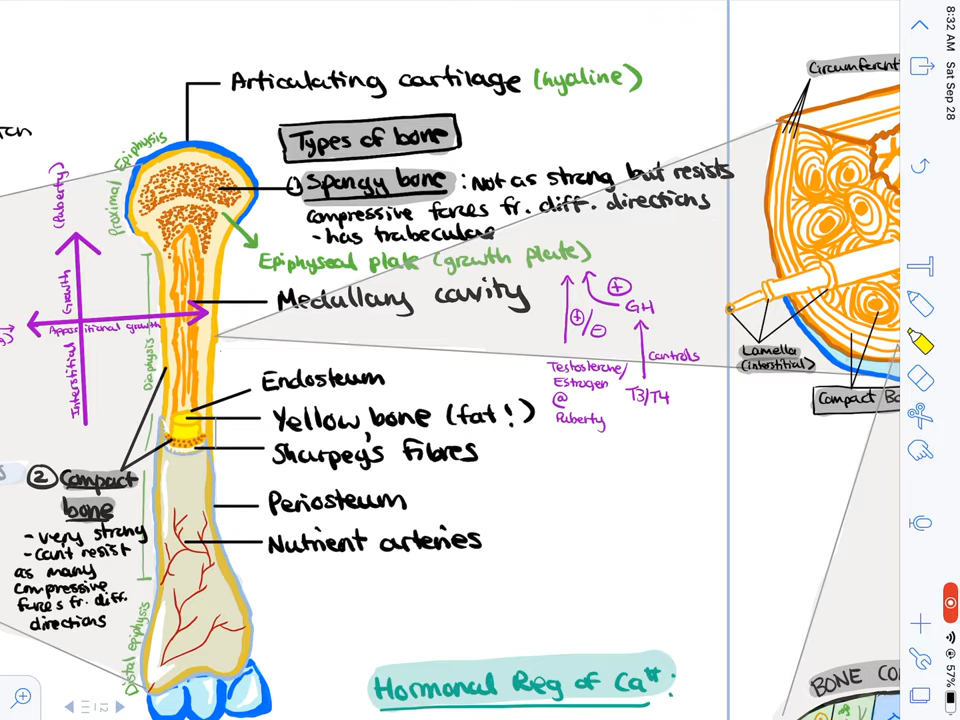 Articulating cartilage (hyaline)
Types of bone
① Spongy bone : Not as strong but resists
compressive forces fr. diff. directions
- has trabeculae
Epiphyseal plate (growth plate)
Medullary cavity
Endosteum
Yellow bone (fat!)
Sharpey's Fibres
Periosteum
Nutrient arteries
Proximal Epiphysis
Diaphysis
Distal epiphysis
(Puberty)
Interstitial Growth
Appositional growth
② Compact
bone
- very strong
- can't resist
as many
compressive
forces fr. diff.
directions
⊕
GH
⊕/⊖
controls
T3/T4
Testosterone/
Estrogen
@
Puberty
Hormonal Reg of Ca⁺⁺:
Lamella
(interstitial)
BONE
8:32 AM Sat Sep 28
57%
12